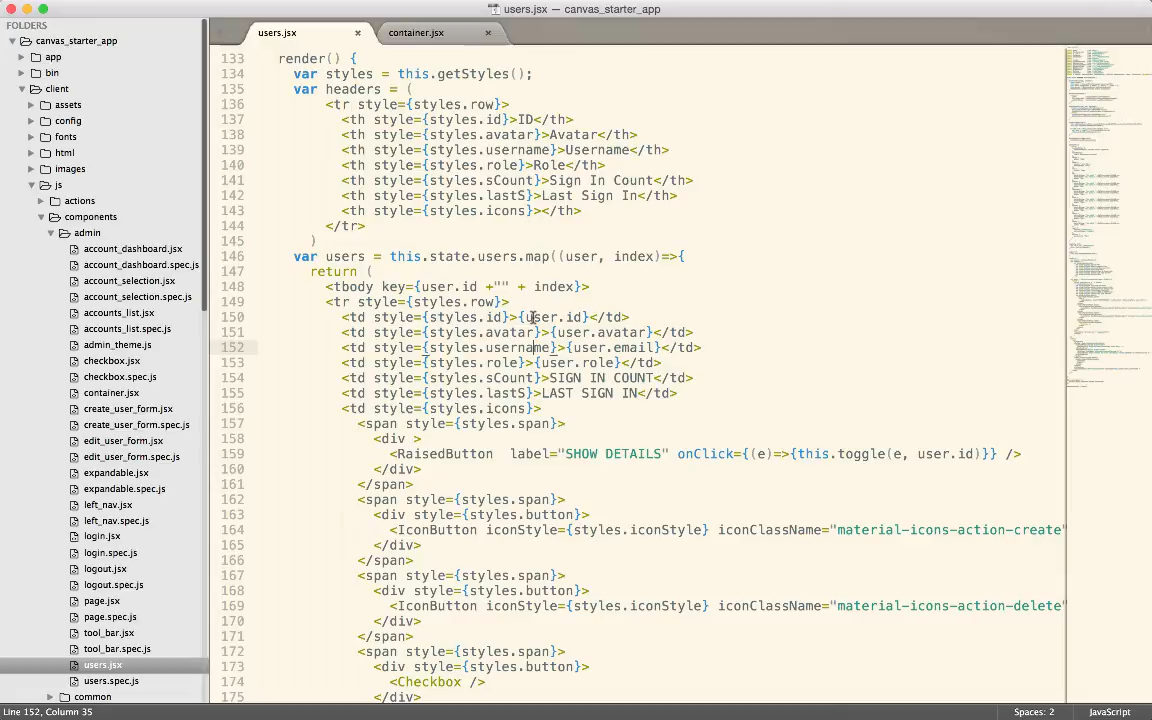 users.jsx — canvas_starter_app
FOLDERS
canvas_starter_app
app
bin
client
assets
config
fonts
html
images
js
actions
components
admin
account_dashboard.jsx
account_dashboard.spec.js
account_selection.jsx
account_selection.spec.js
accounts_list.jsx
accounts_list.spec.js
admin_theme.js
checkbox.jsx
checkbox.spec.js
container.jsx
create_user_form.jsx
create_user_form.spec.js
edit_user_form.jsx
edit_user_form.spec.js
expandable.jsx
expandable.spec.js
left_nav.jsx
left_nav.spec.js
login.jsx
login.spec.js
logout.jsx
logout.spec.js
page.jsx
page.spec.js
tool_bar.jsx
tool_bar.spec.js
users.jsx
users.spec.js
common
users.jsx × container.jsx ×
133 render() {
134 var styles = this.getStyles();
135 var headers = (
136 <tr style={styles.row}>
137 <th style={styles.id}>ID</th>
138 <th style={styles.avatar}>Avatar</th>
139 <th style={styles.username}>Username</th>
140 <th style={styles.role}>Role</th>
141 <th style={styles.sCount}>Sign In Count</th>
142 <th style={styles.lastS}>Last Sign In</th>
143 <th style={styles.icons}></th>
144 </tr>
145 )
146 var users = this.state.users.map((user, index)=>{
147 return (
148 <tbody key={user.id +"" + index}>
149 <tr style={styles.row}>
150 <td style={styles.id}>{user.id}</td>
151 <td style={styles.avatar}>{user.avatar}</td>
152 <td style={styles.username}>{user.email}</td>
153 <td style={styles.role}>{user.role}</td>
154 <td style={styles.sCount}>SIGN IN COUNT</td>
155 <td style={styles.lastS}>LAST SIGN IN</td>
156 <td style={styles.icons}>
157 <span style={styles.span}>
158 <div >
159 <RaisedButton  label="SHOW DETAILS" onClick={(e)=>{this.toggle(e, user.id)}} />
160 </div>
161 </span>
162 <span style={styles.span}>
163 <div style={styles.button}>
164 <IconButton iconStyle={styles.iconStyle} iconClassName="material-icons-action-create"
165 </div>
166 </span>
167 <span style={styles.span}>
168 <div style={styles.button}>
169 <IconButton iconStyle={styles.iconStyle} iconClassName="material-icons-action-delete"
170 </div>
171 </span>
172 <span style={styles.span}>
173 <div style={styles.button}>
174 <Checkbox />
175 </div>
Line 152, Column 35
Spaces: 2
JavaScript